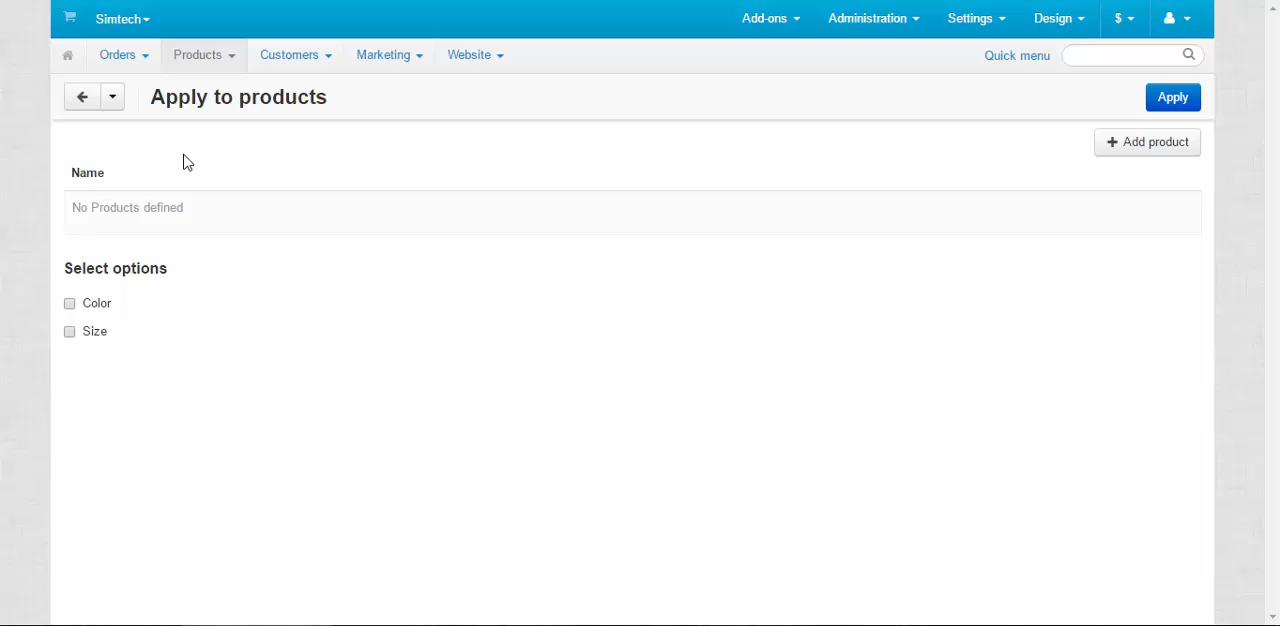 Simtech Add-ons Administration Settings Design $
Orders Products Customers Marketing Website Quick menu
Apply to products Apply
+ Add product
Name
No Products defined
Select options
Color
Size